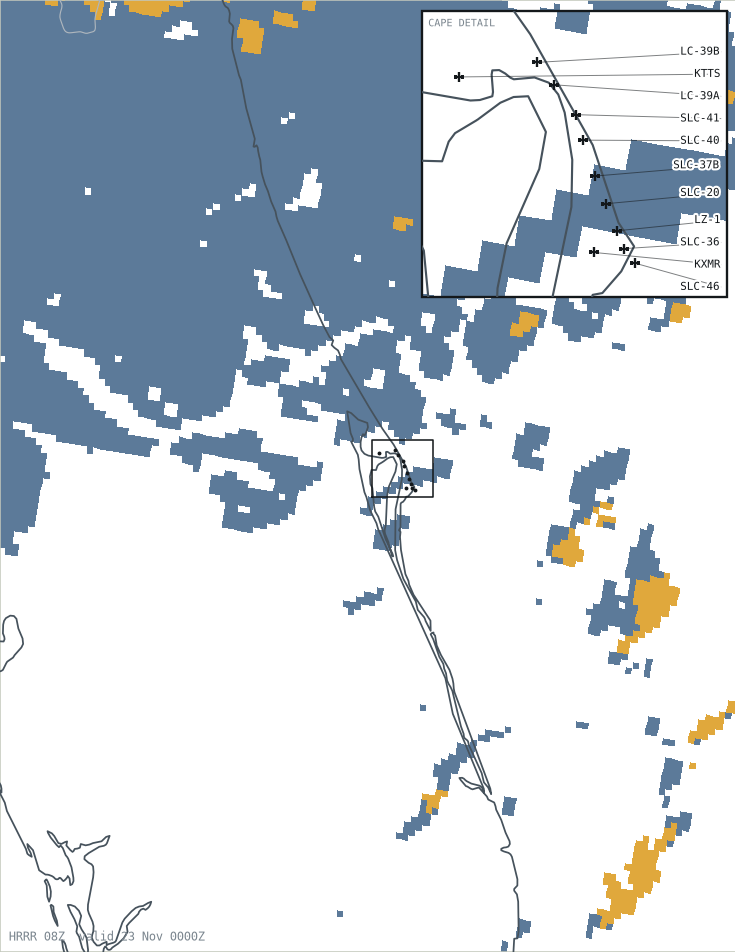 CAPE DETAIL
LC-39B
KTTS
LC-39A
SLC-41
SLC-40
SLC-37B
SLC-20
LZ-1
SLC-36
KXMR
SLC-46
HRRR 08Z valid 23 Nov 0000Z